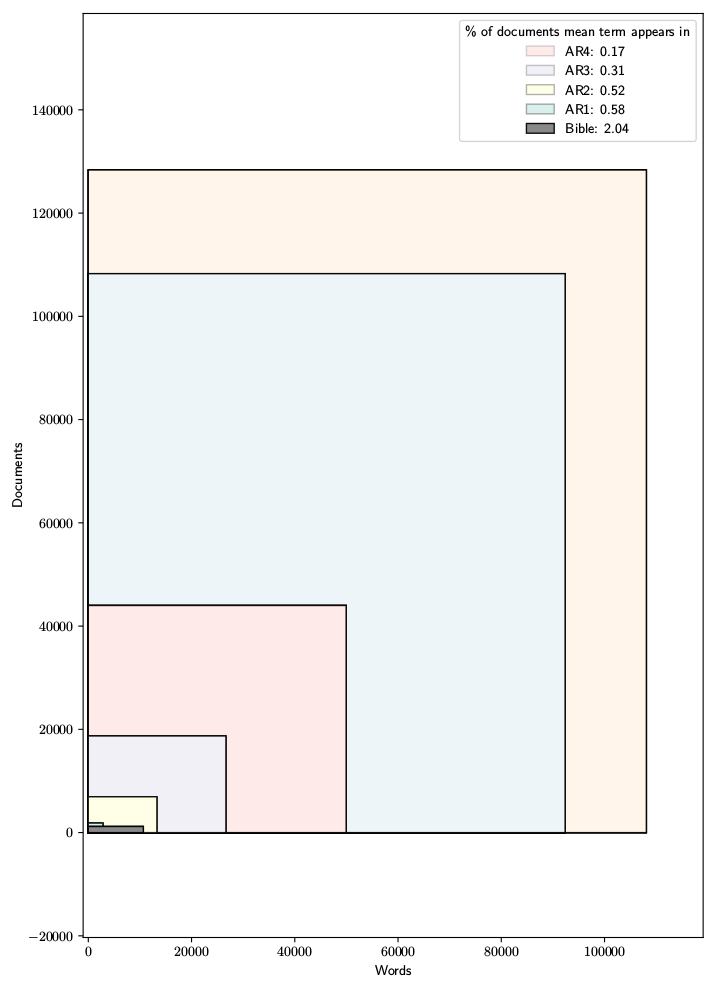 % of documents mean term appears in
AR4: 0.17
AR3: 0.31
AR2: 0.52
AR1: 0.58
Bible: 2.04
140000
120000
100000
80000
60000
40000
20000
0
−20000
Documents
0 20000 40000 60000 80000 100000
Words